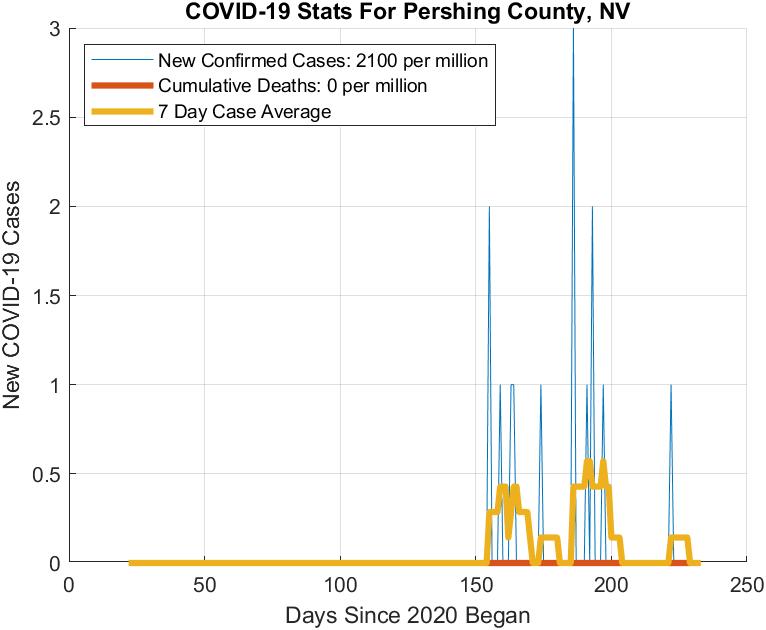 COVID-19 Stats For Pershing County, NV
New Confirmed Cases: 2100 per million
Cumulative Deaths: 0 per million
7 Day Case Average
New COVID-19 Cases
3
2.5
2
1.5
1
0.5
0
0 50 100 150 200 250
Days Since 2020 Began